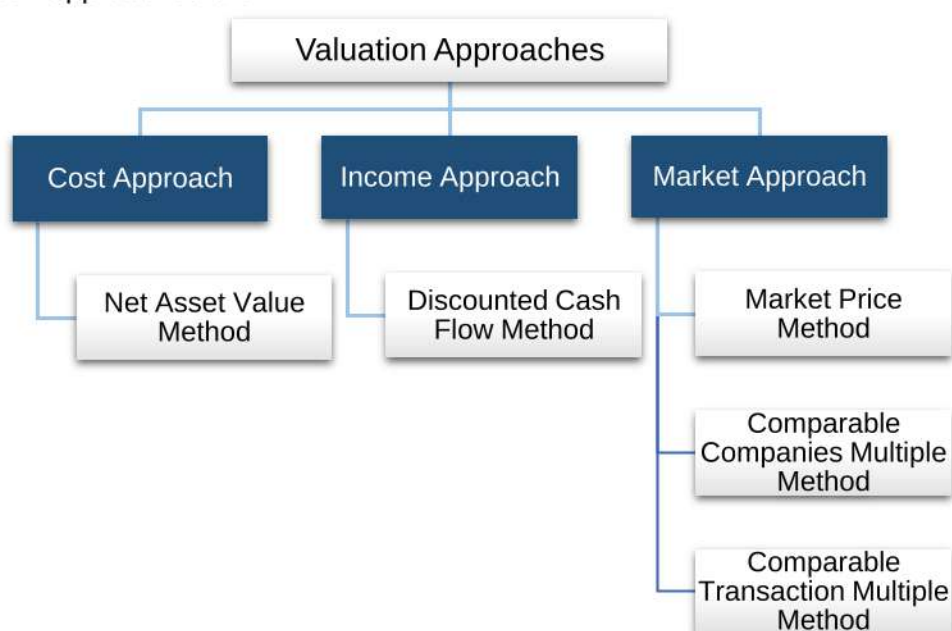 Valuation Approaches
Cost Approach
Income Approach
Market Approach
Net Asset Value
Method
Discounted Cash
Flow Method
Market Price
Method
Comparable
Companies Multiple
Method
Comparable
Transaction Multiple
Method